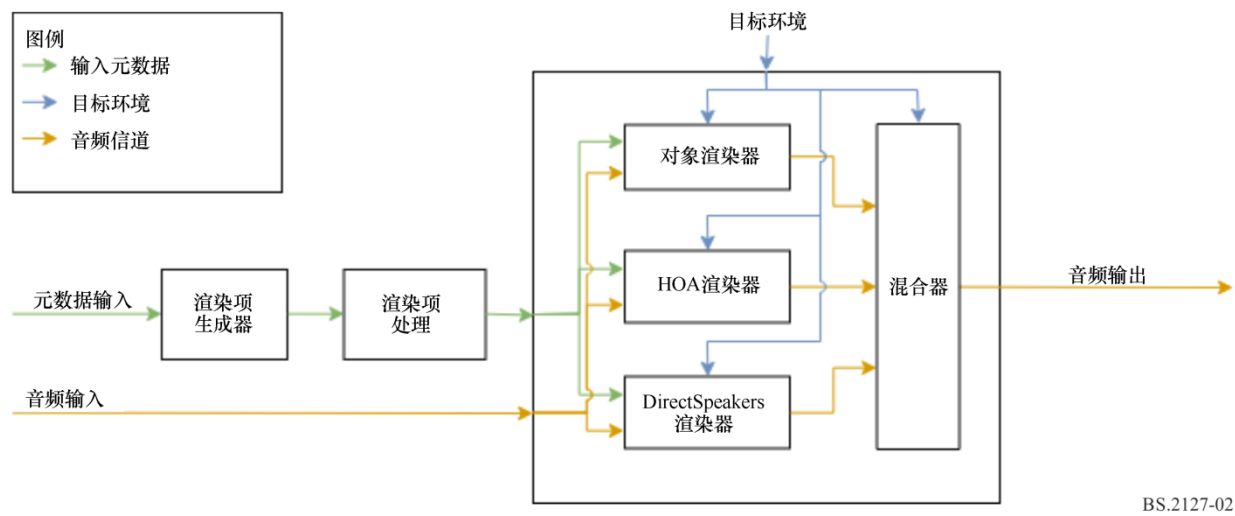 目标环境
图例
输入元数据
目标环境
音频信道
对象渲染器
HOA渲染器
混合器
音频输出
元数据输入
渲染项
生成器
渲染项
处理
音频输入
DirectSpeakers
渲染器
BS.2127-02